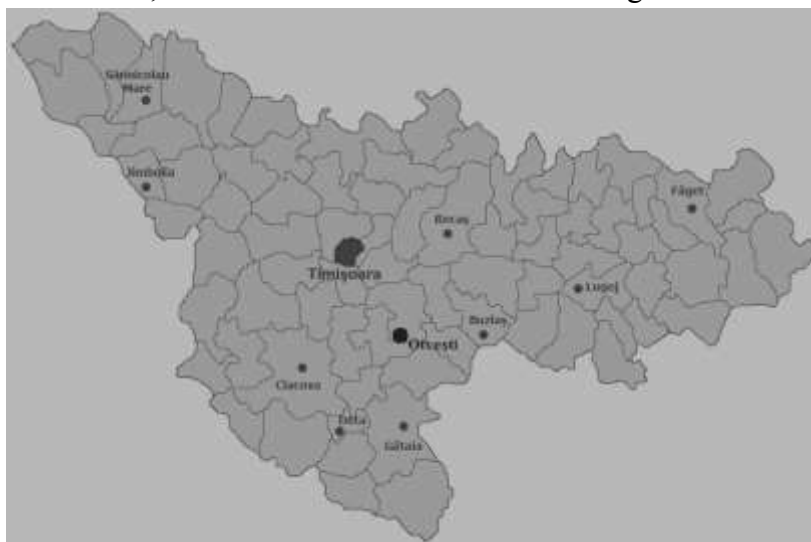 Sânnicolau
Mare
Jimbolia
Făget
Recaș
Timișoara
Lugoj
Buziaș
Otvești
Ciacova
Deta
Gătaia